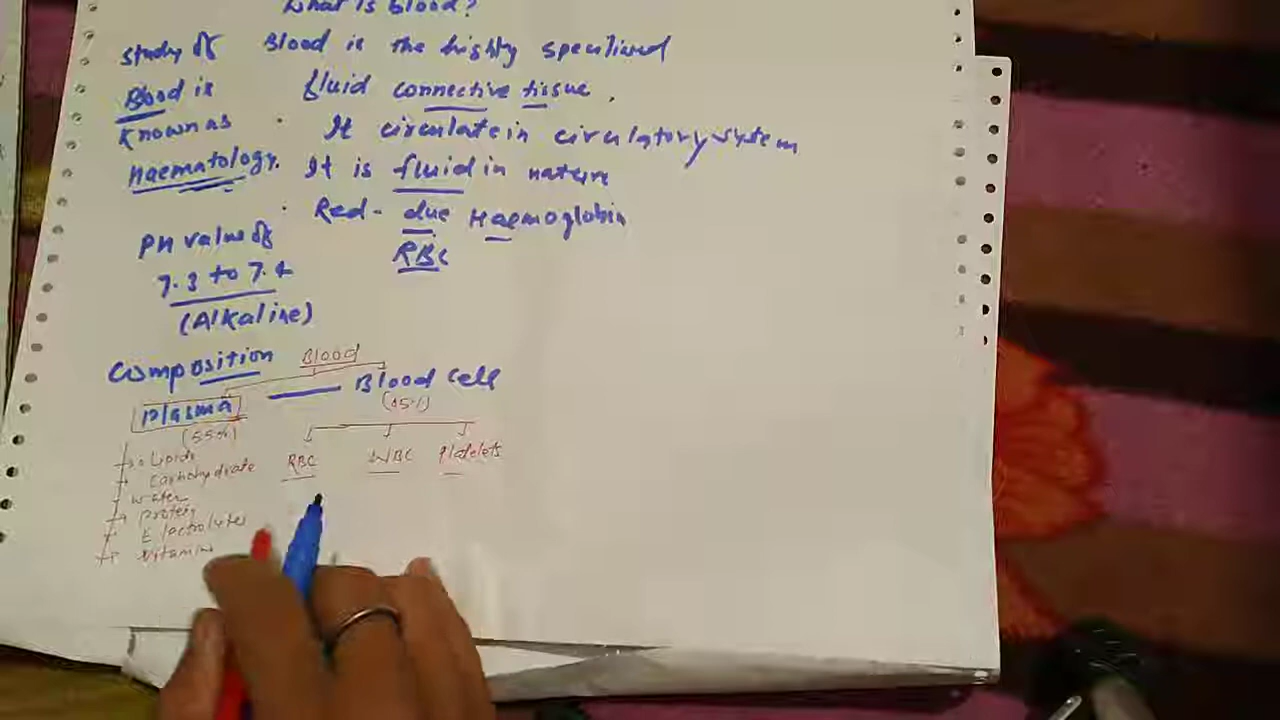 What is Blood?
Study of
Blood is
Known as
Haematology.
Blood is the highly specilized
fluid connective tissue.
It circulate in circulatory system
It is fluid in nature
Red - due Haemoglobin
RBC
PH value of
7.3 to 7.4
(Alkaline)
Composition
Blood
Plasma
(55%)
Blood Cell
(45%)
Lipids
Carbohydrate
Water
Protein
Electrolytes
Vitamins
RBC
WBC
Platelets